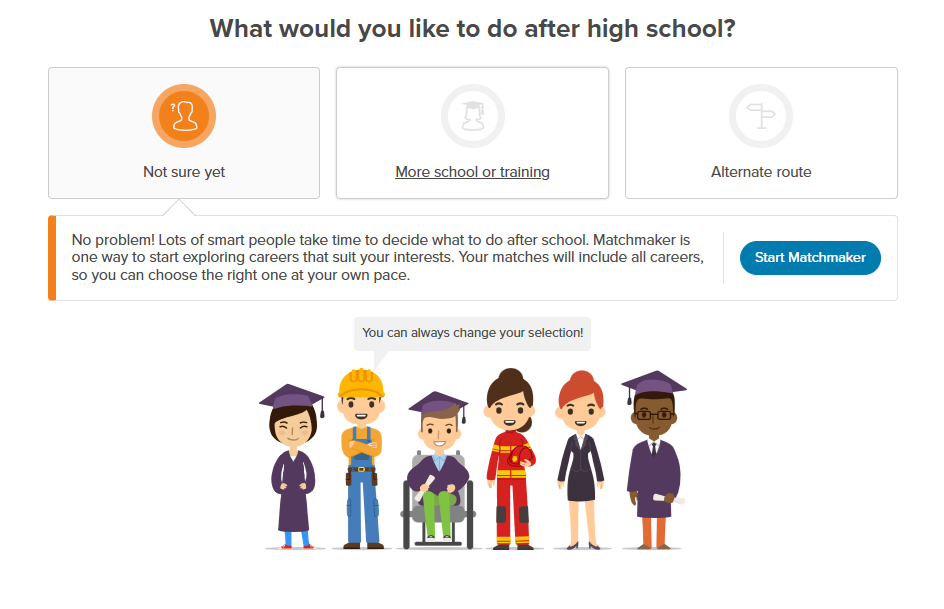 What would you like to do after high school?
Not sure yet
More school or training
Alternate route
No problem! Lots of smart people take time to decide what to do after school. Matchmaker is
one way to start exploring careers that suit your interests. Your matches will include all careers,
so you can choose the right one at your own pace.
Start Matchmaker
You can always change your selection!